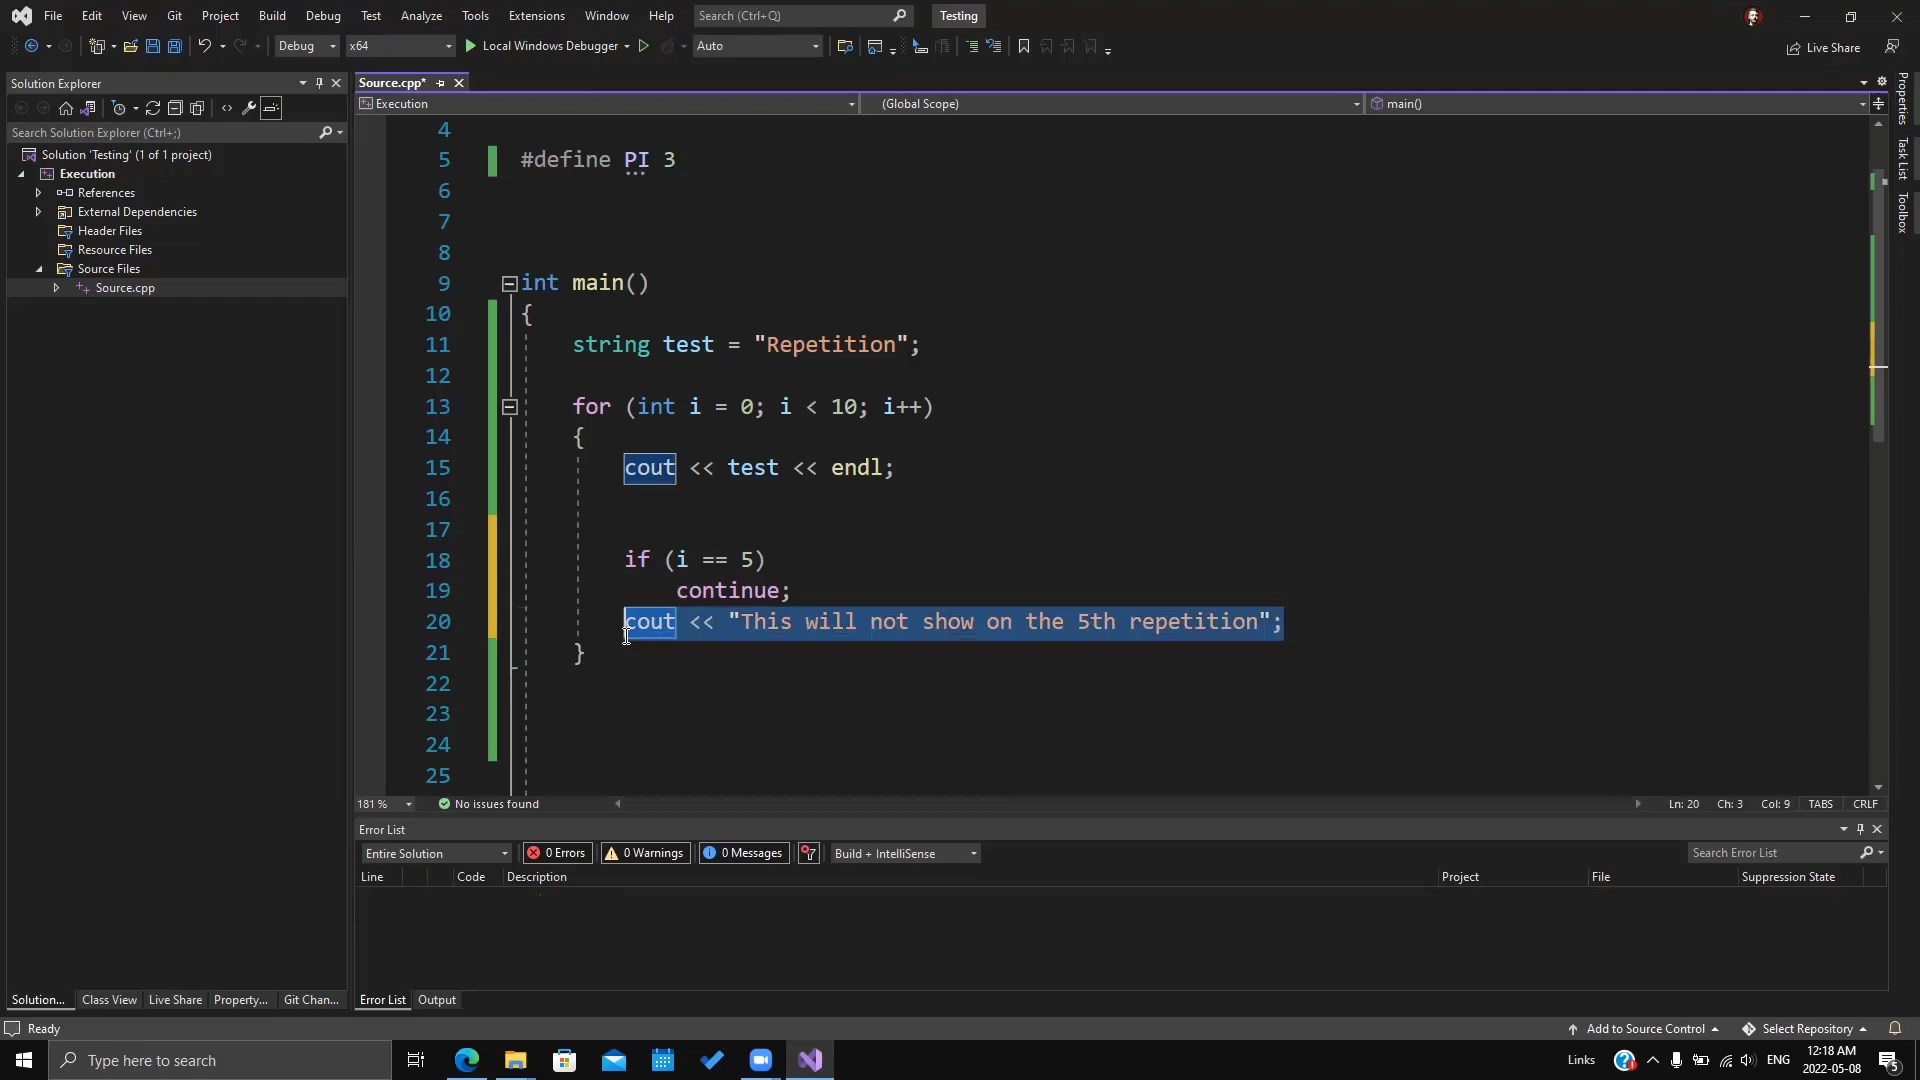 File Edit View Git Project Build Debug Test Analyze Tools Extensions Window Help Search (Ctrl+Q) Testing
Debug x64 Local Windows Debugger Auto Live Share
Solution Explorer
Search Solution Explorer (Ctrl+;)
Solution 'Testing' (1 of 1 project)
Execution
References
External Dependencies
Header Files
Resource Files
Source Files
Source.cpp
Source.cpp*
Execution (Global Scope) main()
4
5 #define PI 3
6
7
8
9 int main()
10 {
11 string test = "Repetition";
12
13 for (int i = 0; i < 10; i++)
14 {
15 cout << test << endl;
16
17
18 if (i == 5)
19 continue;
20 cout << "This will not show on the 5th repetition";
21 }
22
23
24
25
181 % No issues found Ln: 20 Ch: 3 Col: 9 TABS CRLF
Error List
Entire Solution 0 Errors 0 Warnings 0 Messages Build + IntelliSense Search Error List
Line Code Description Project File Suppression State
Solution... Class View Live Share Property... Git Chan... Error List Output
Properties
Task List
Toolbox
Ready Add to Source Control Select Repository
Type here to search Links ENG 12:18 AM
2022-05-08
5